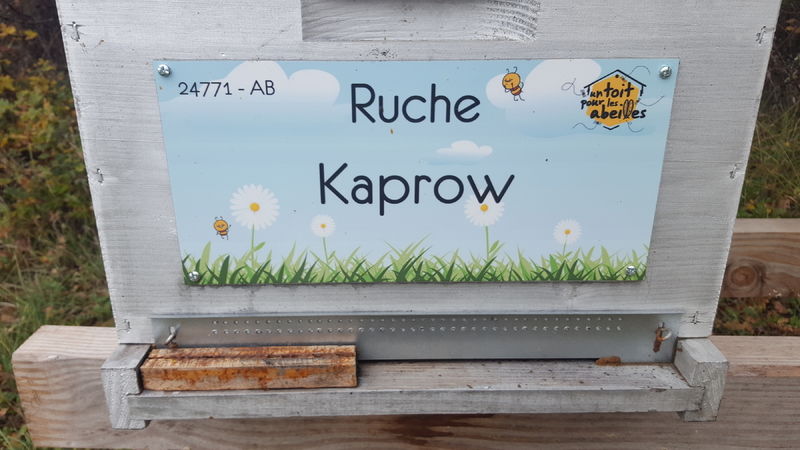 24771 - AB
Ruche
Kaprow
un toit
pour les
abeilles